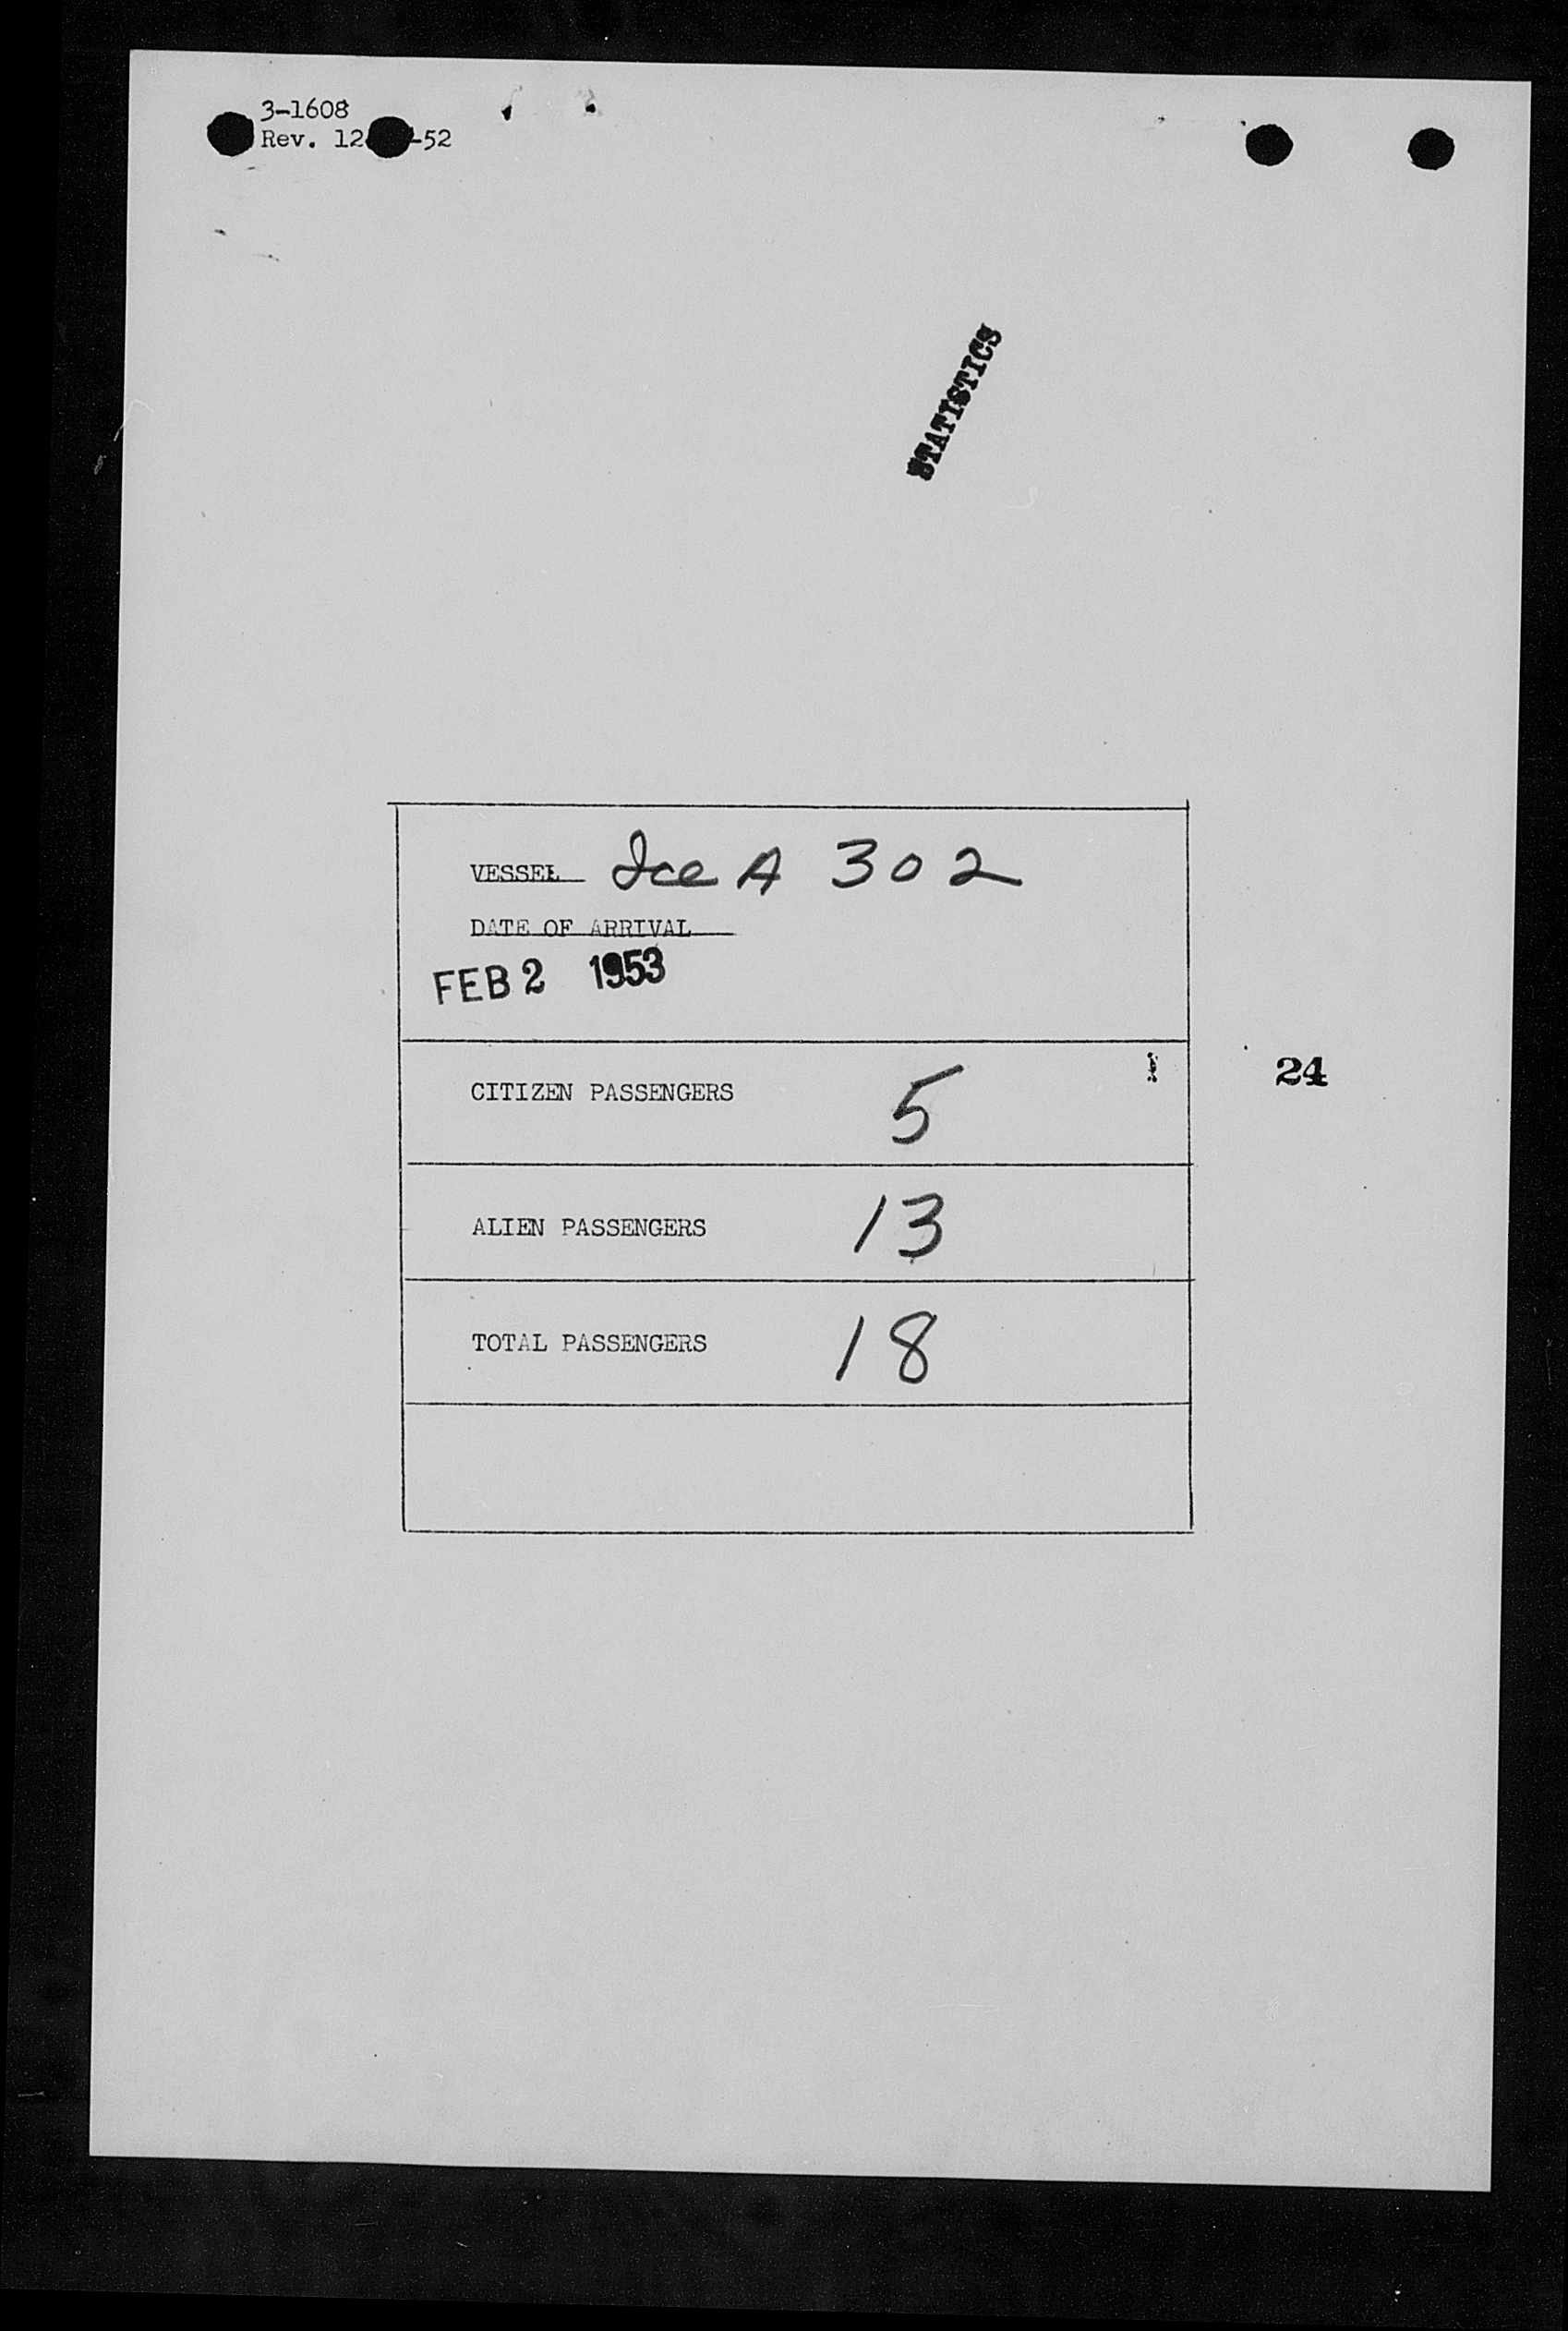 3-1608
Rev. 12 -52
STATISTICS
VESSEL Ice A 302
DATE OF ARRIVAL
FEB 2 1953
CITIZEN PASSENGERS 5
24
ALIEN PASSENGERS 13
TOTAL PASSENGERS 18